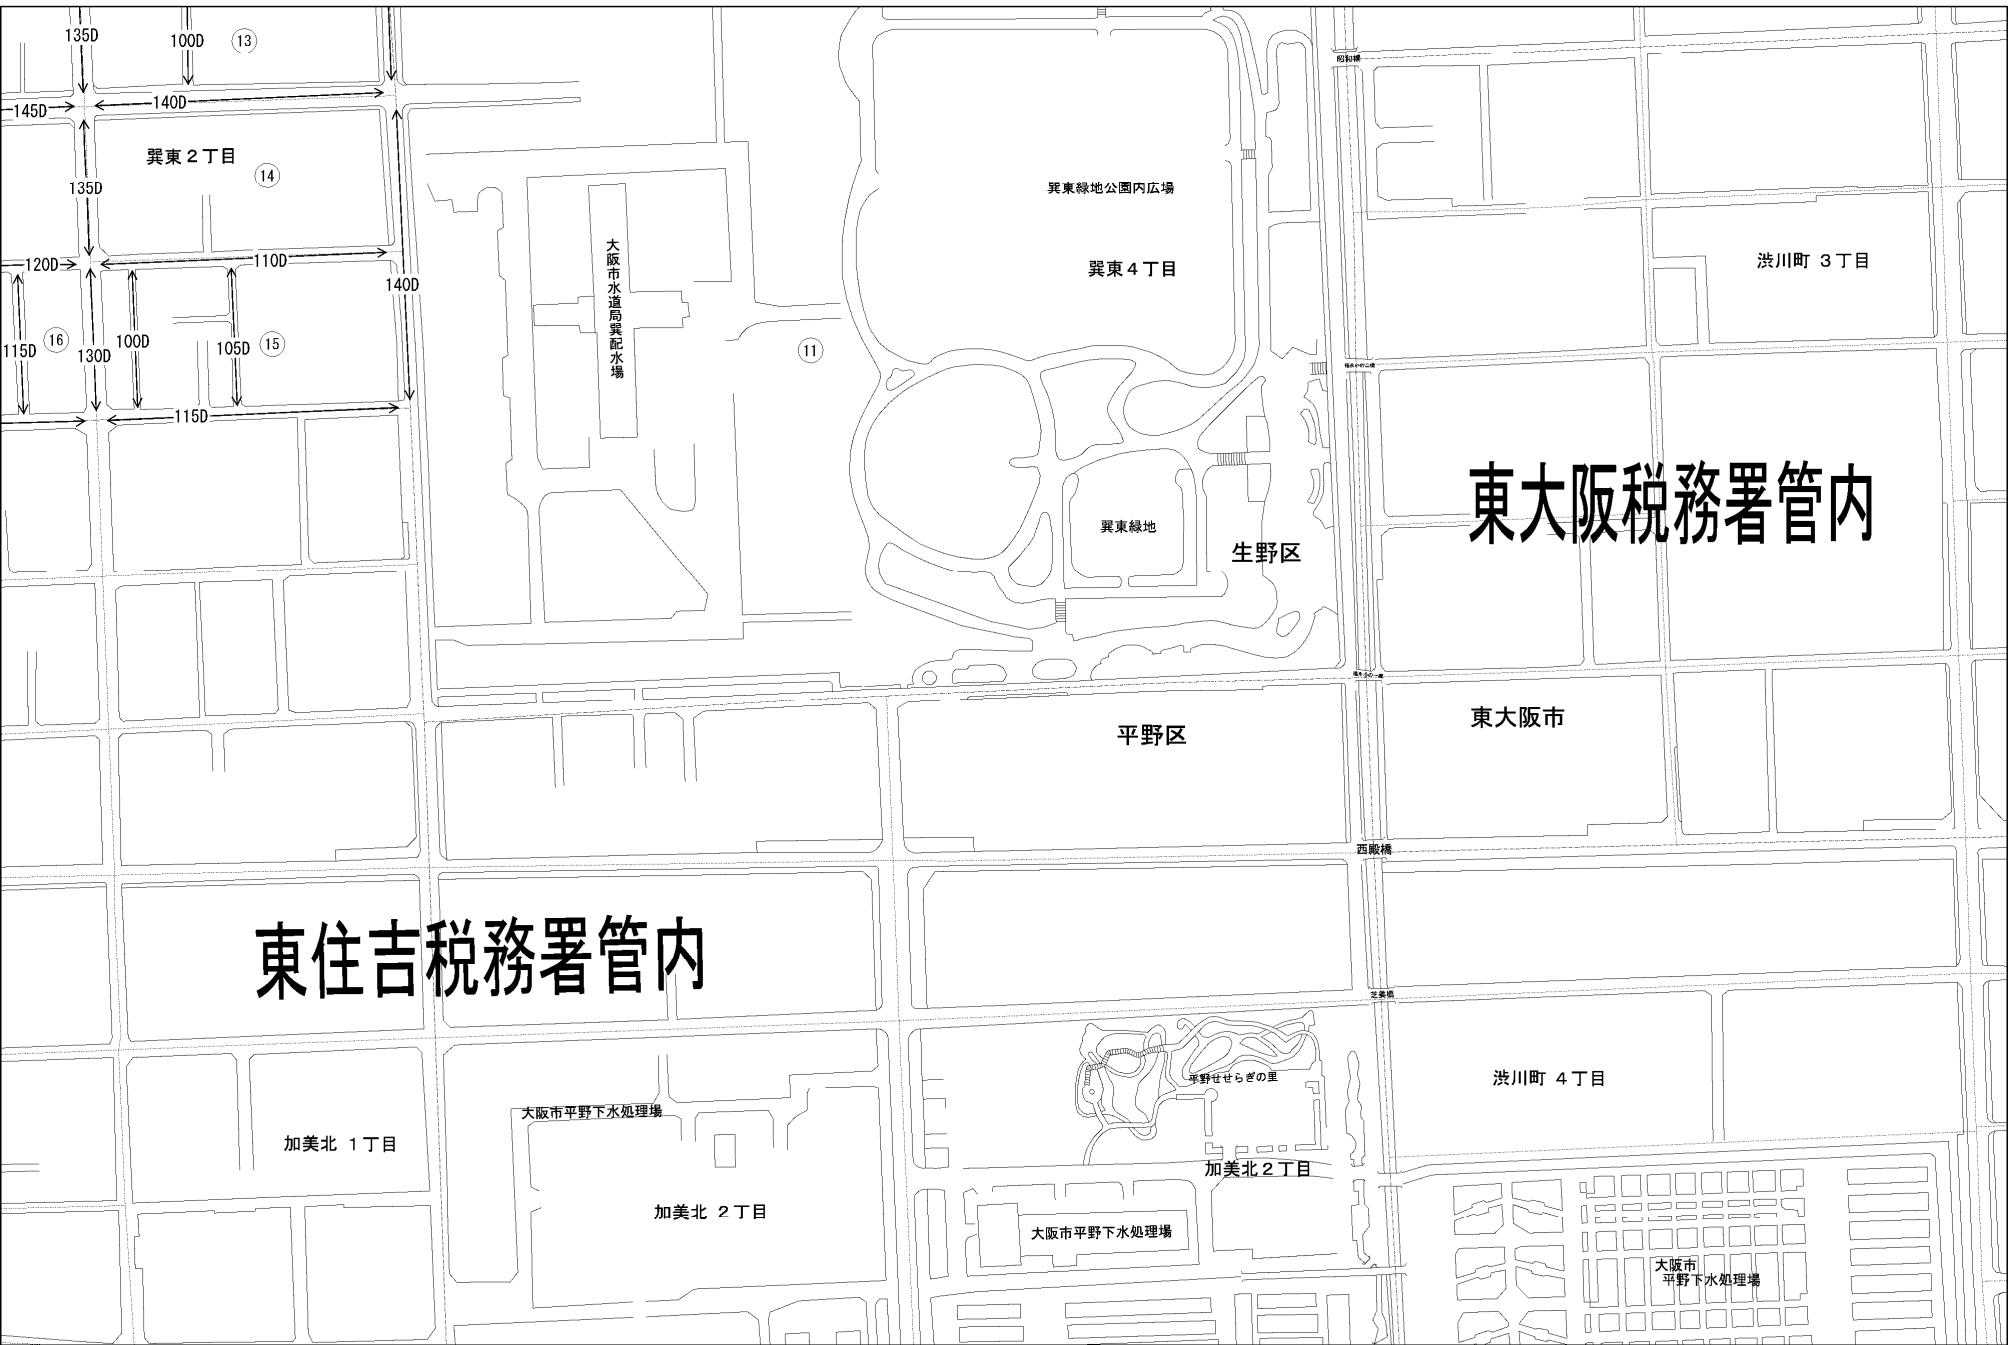 135D
100D
13
145D
140D
巽東２丁目
14
135D
巽東緑地公園内広場
昭和橋
120D
110D
140D
大阪市水道局巽配水場
巽東４丁目
渋川町 ３丁目
115D
16
130D
100D
105D
15
11
115D
東大阪税務署管内
巽東緑地
生野区
平野区
東大阪市
西殿橋
東住吉税務署管内
芝美橋
平野せせらぎの里
渋川町 ４丁目
大阪市平野下水処理場
加美北 １丁目
加美北２丁目
加美北 ２丁目
大阪市平野下水処理場
大阪市
平野下水処理場